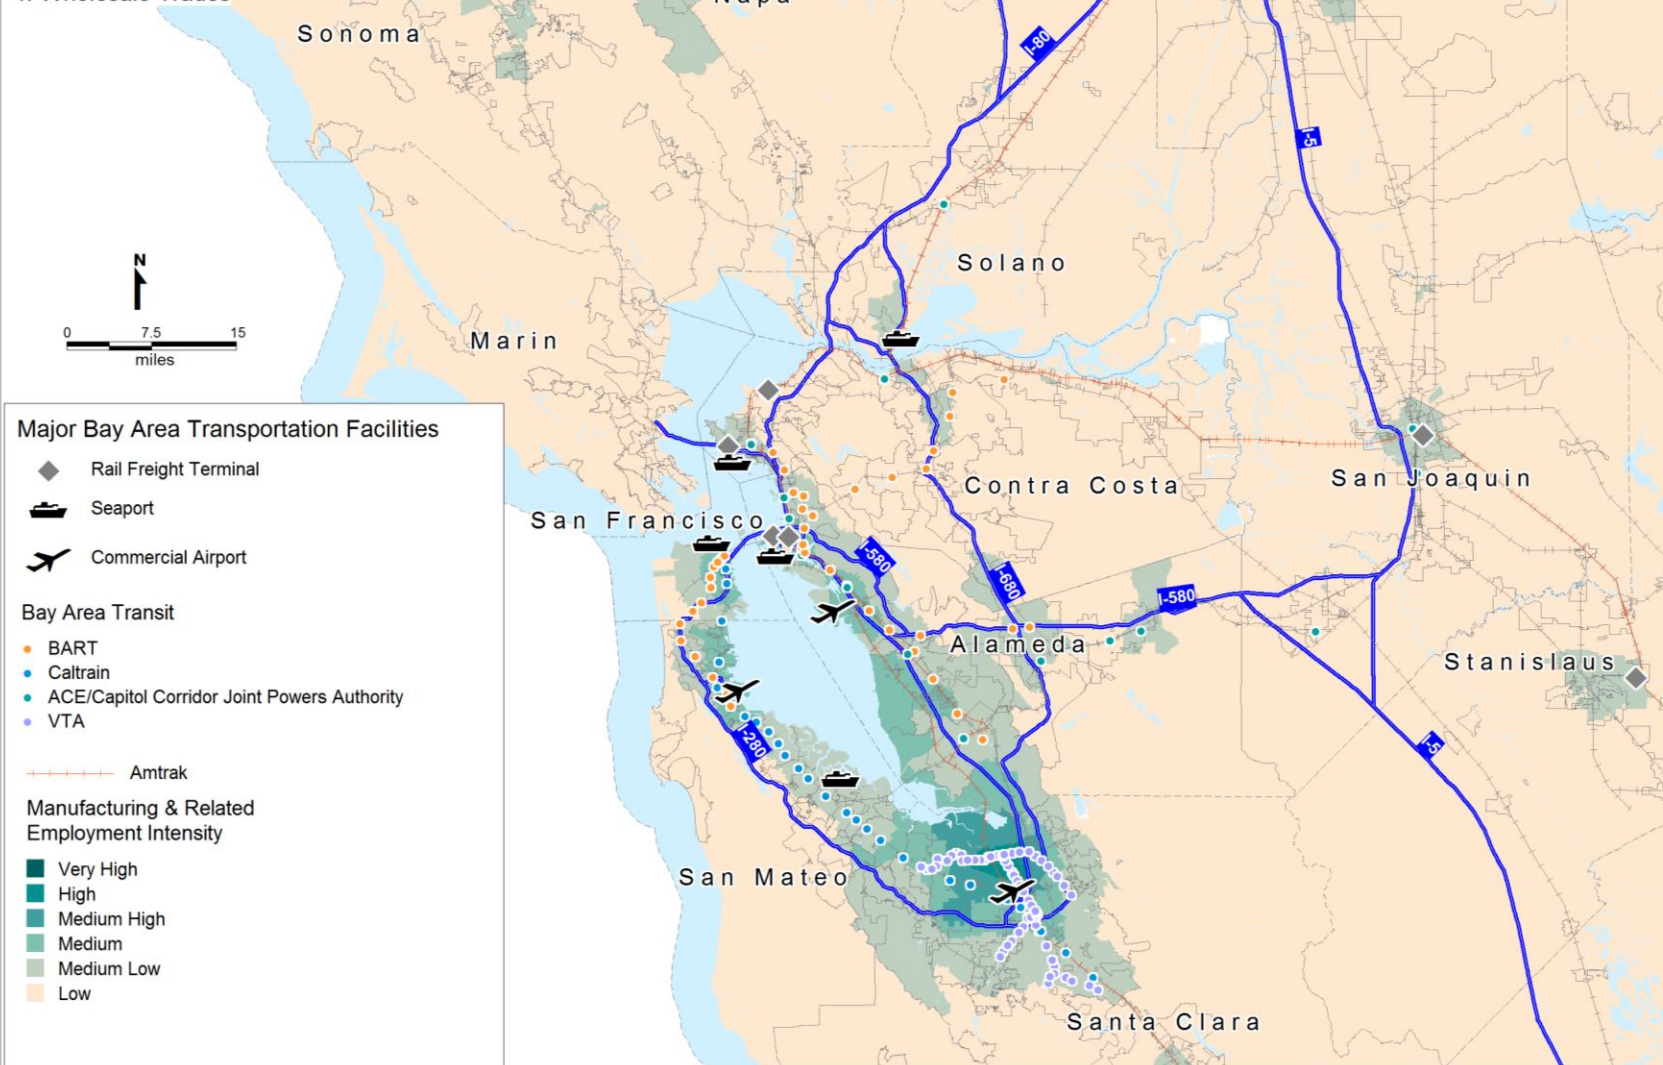 Sonoma
Napa
I-80
I-5
N
Solano
0 7.5 15
miles
Marin
Major Bay Area Transportation Facilities
Rail Freight Terminal
Seaport
Commercial Airport
Bay Area Transit
BART
Caltrain
ACE/Capitol Corridor Joint Powers Authority
VTA
Amtrak
Manufacturing & Related
Employment Intensity
Very High
High
Medium High
Medium
Medium Low
Low
San Joaquin
Contra Costa
San Francisco
I-580
I-680
I-580
Alameda
Stanislaus
I-280
I-5
San Mateo
Santa Clara